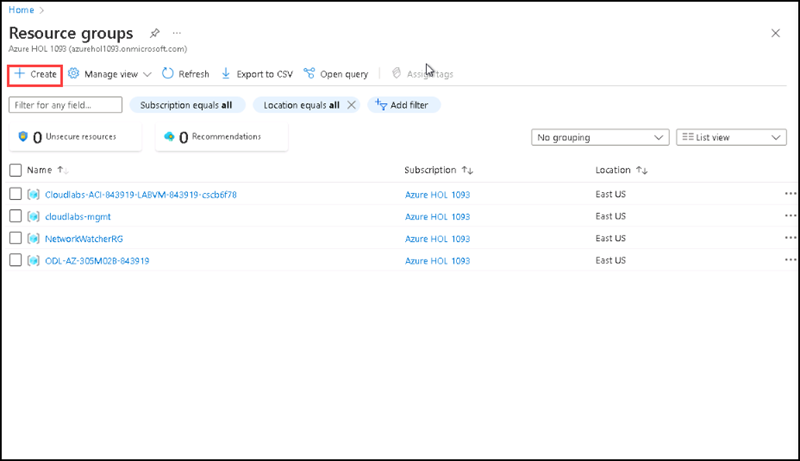 Home >
Resource groups ...
Azure HOL 1093 (azurehol1093.onmicrosoft.com)
+ Create Manage view Refresh Export to CSV Open query Assign tags
Filter for any field... Subscription equals all Location equals all Add filter
0 Unsecure resources 0 Recommendations No grouping List view
Name ↑↓ Subscription ↑↓ Location ↑↓
Cloudlabs-ACI-843919-LABVM-843919-cscb6f78 Azure HOL 1093 East US ...
cloudlabs-mgmt Azure HOL 1093 East US ...
NetworkWatcherRG Azure HOL 1093 East US ...
ODL-AZ-305M02B-843919 Azure HOL 1093 East US ...